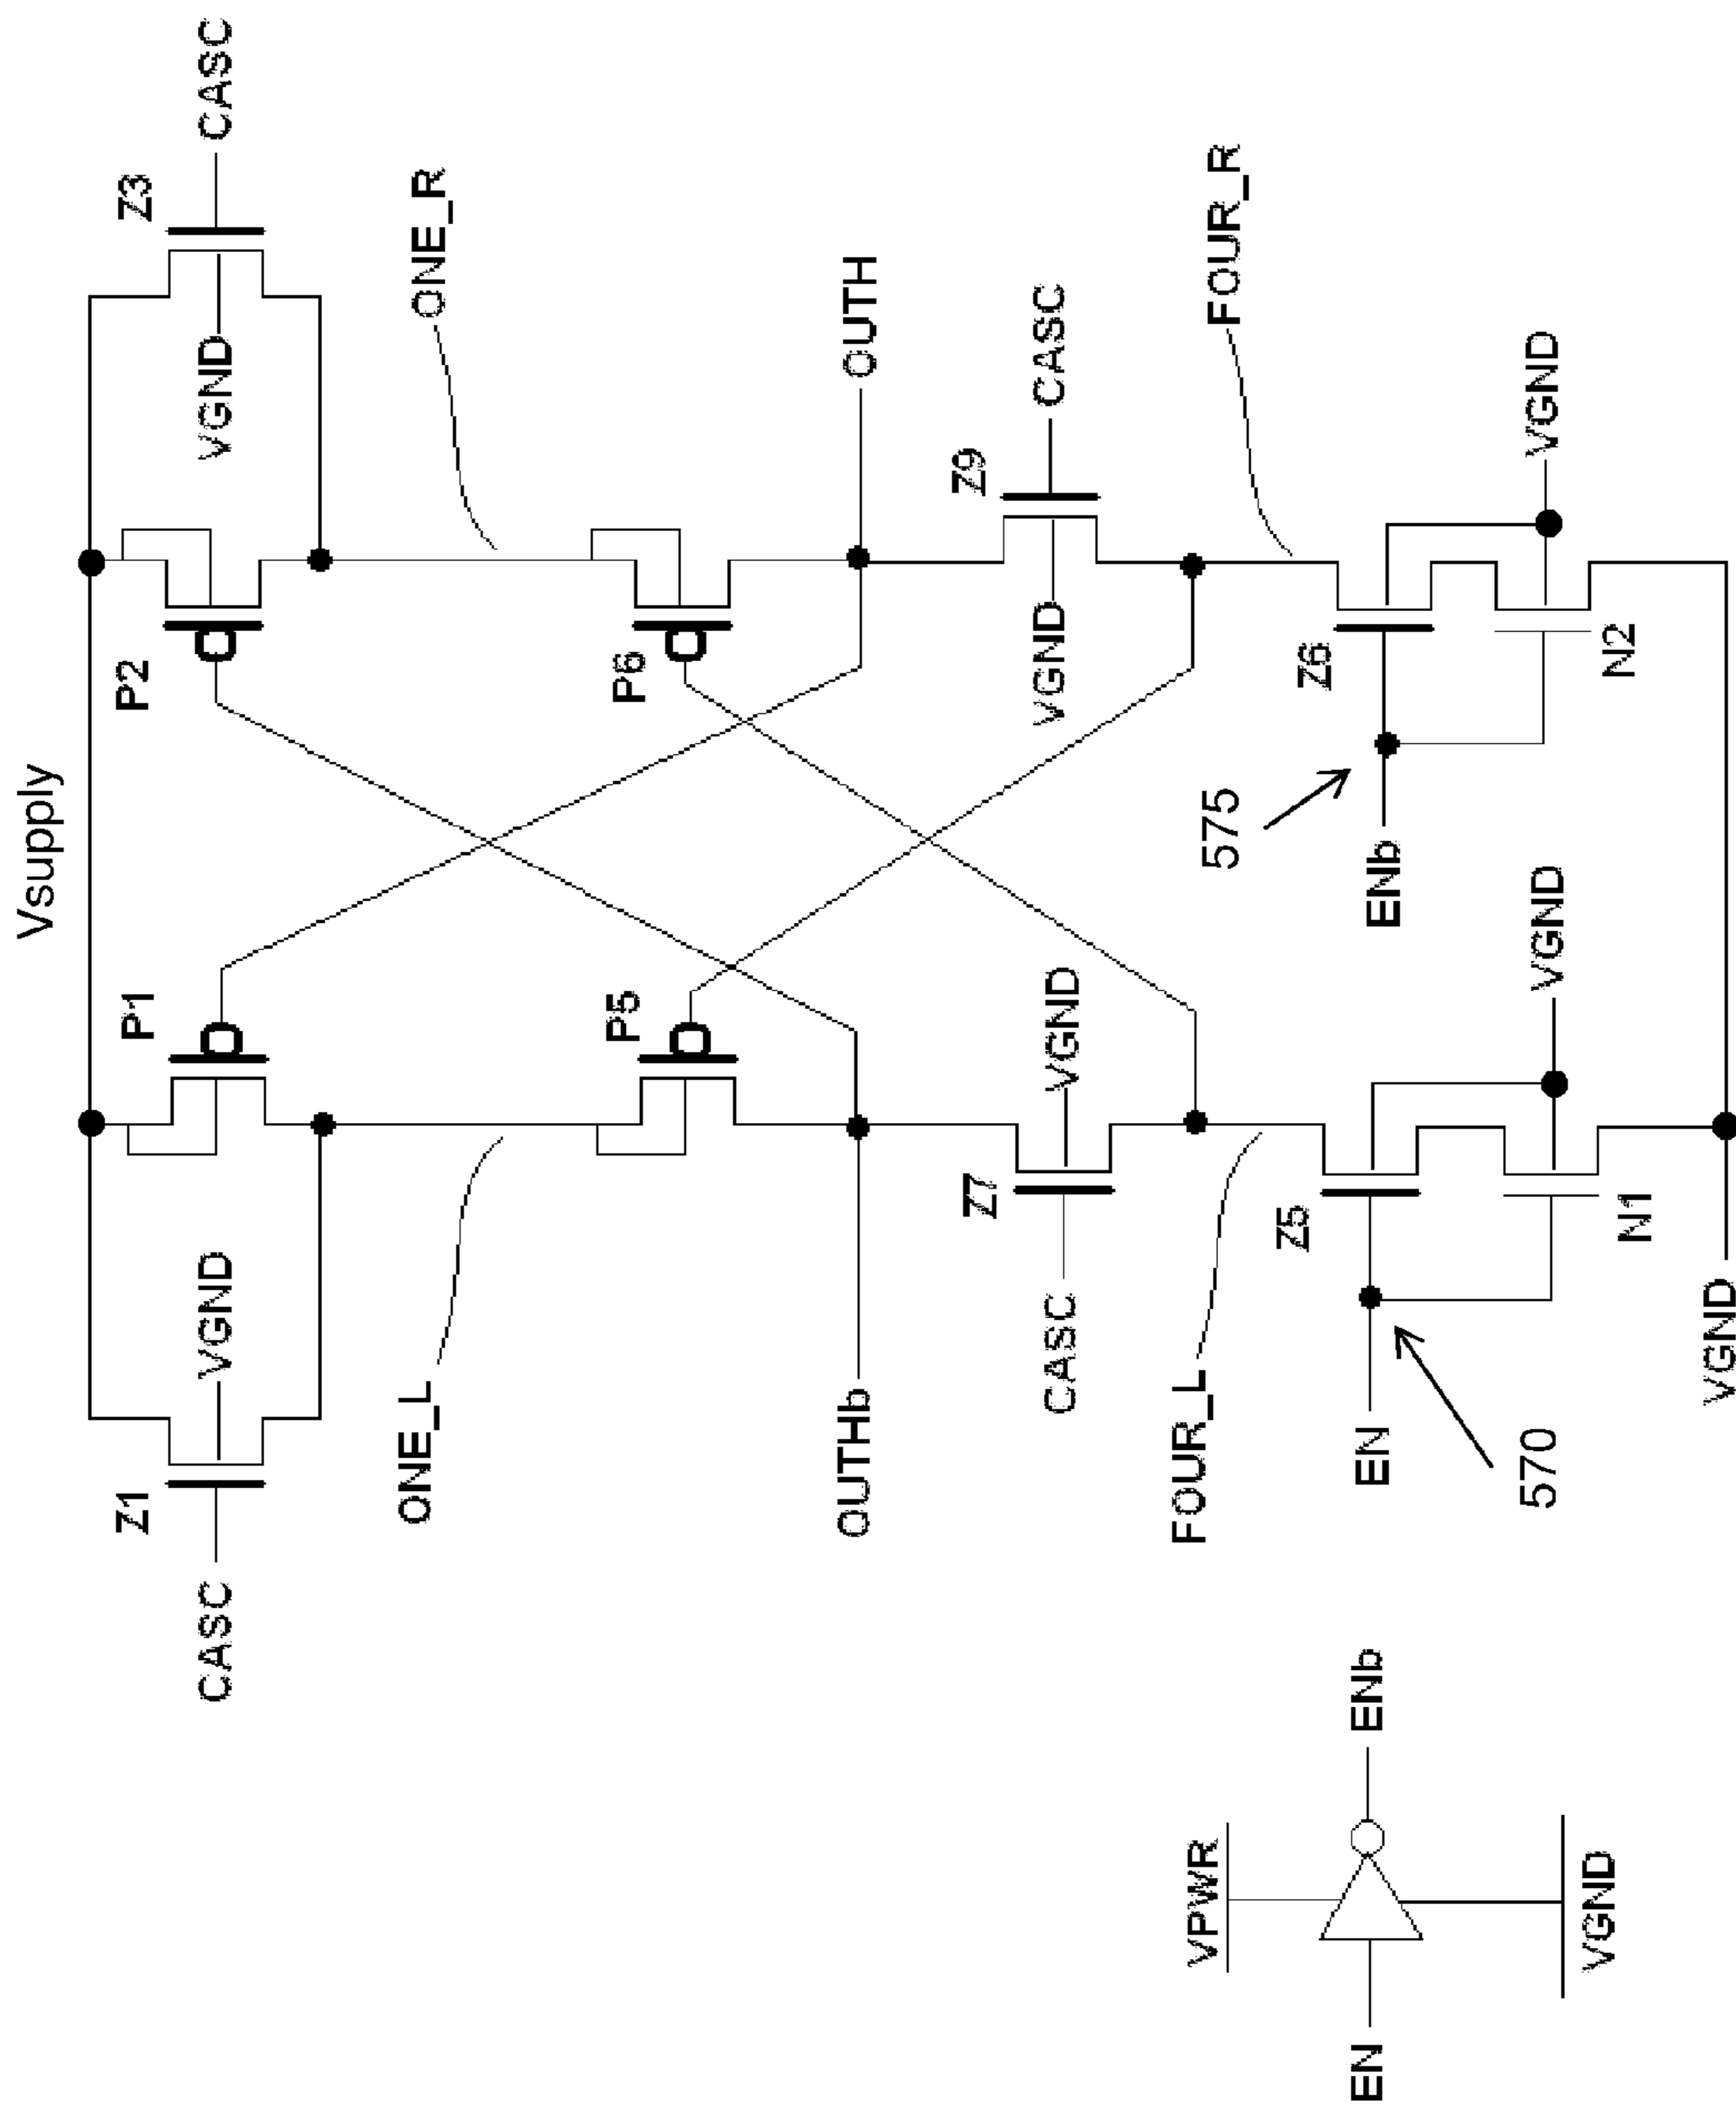 Vsupply
Z1
P1
P2
Z3
CASC
VGND
VGND
CASC
ONE_L
ONE_R
P5
P6
OUTHb
OUTH
Z7
Z9
CASC
VGND
VGND
CASC
FOUR_L
FOUR_R
575
Z5
Z6
EN
ENb
570
VGND
VGND
N1
N2
VGND
VPWR
EN
ENb
VGND